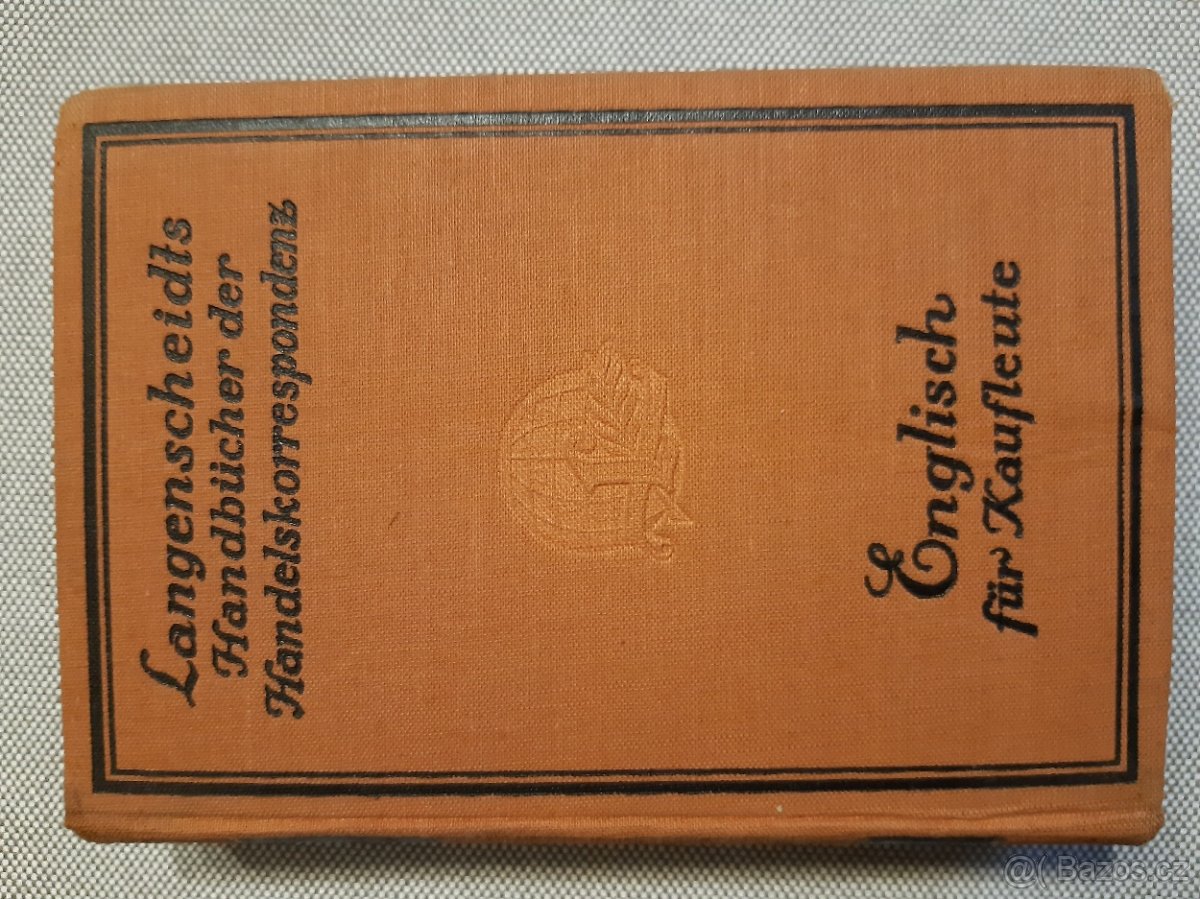 Langenscheidts
Handbücher der
Handelskorrespondenz
Englisch
für Kaufleute
Bazos.cz